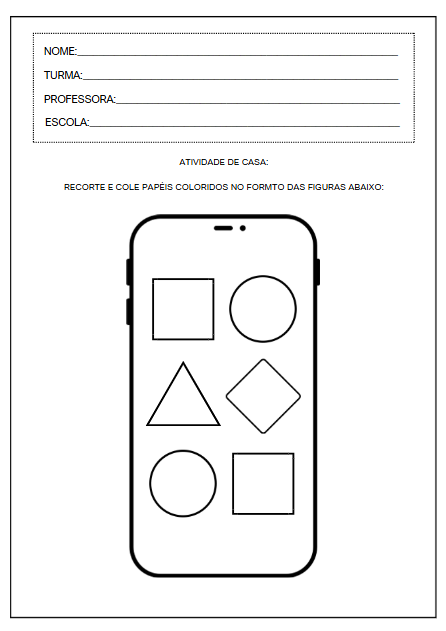 NOME:
TURMA:
PROFESSORA:
ESCOLA:
ATIVIDADE DE CASA:
RECORTE E COLE PAPÉIS COLORIDOS NO FORMTO DAS FIGURAS ABAIXO: